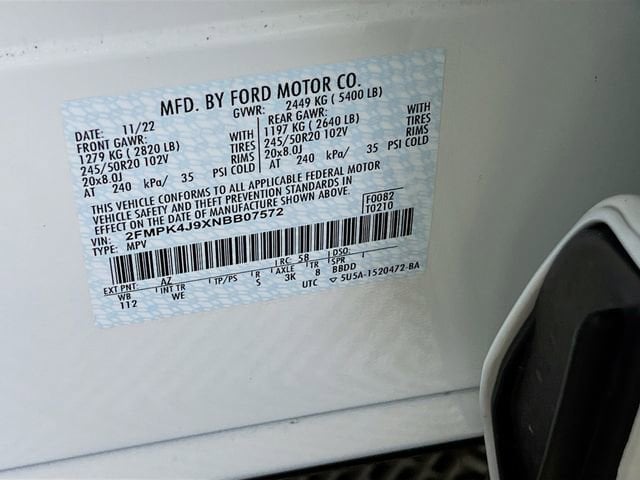 MFD. BY FORD MOTOR CO.
DATE: 11/22 GVWR: 2449 KG ( 5400 LB)
FRONT GAWR: REAR GAWR:
1279 KG ( 2820 LB) WITH 1197 KG ( 2640 LB) WITH
245/50R20 102V TIRES 245/50R20 102V TIRES
20x8.0J RIMS 20x8.0J RIMS
AT 240 kPa/ 35 PSI COLD AT 240 kPa/ 35 PSI COLD
THIS VEHICLE CONFORMS TO ALL APPLICABLE FEDERAL MOTOR
VEHICLE SAFETY AND THEFT PREVENTION STANDARDS IN
EFFECT ON THE DATE OF MANUFACTURE SHOWN ABOVE. F0082
VIN: 2FMPK4J9XNBB07572 T0210
TYPE: MPV
EXT PNT: AZ RC: 58 DSO:
WB INT TR TP/PS R AXLE TR SPR
112 WE S 3K 8 BBDD
UTC ▽ 5U5A-1520472-BA